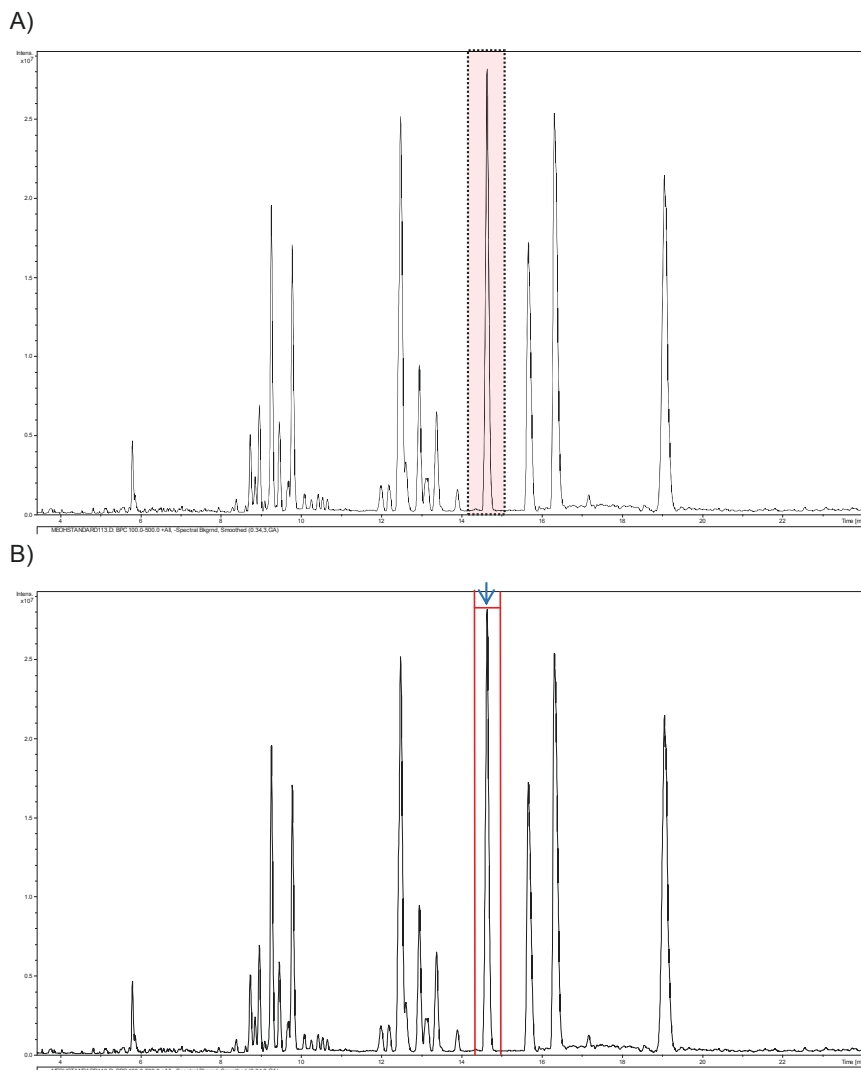 A)
Intens.
x10⁷
2.5
2.0
1.5
1.0
0.5
0.0
4 6 8 10 12 14 16 18 20 22 Time [m
MEOHSTANDARD113.D: BPC 100.0-500.0 +All, -Spectral Bkgrnd, Smoothed (0.34,3,GA)
B)
Intens.
x10⁷
2.5
2.0
1.5
1.0
0.5
0.0
4 6 8 10 12 14 16 18 20 22 Time [m